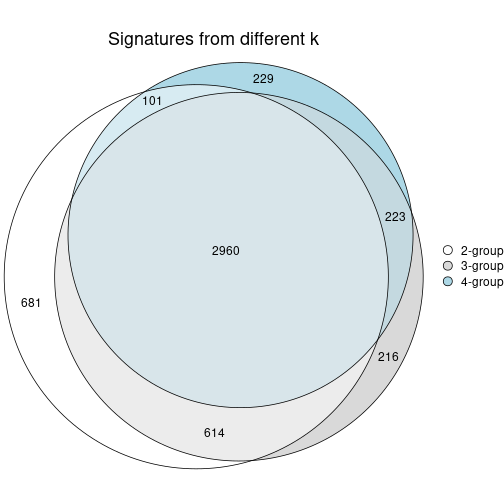 Signatures from different k
229
101
223
2960
2-group
3-group
4-group
681
216
614